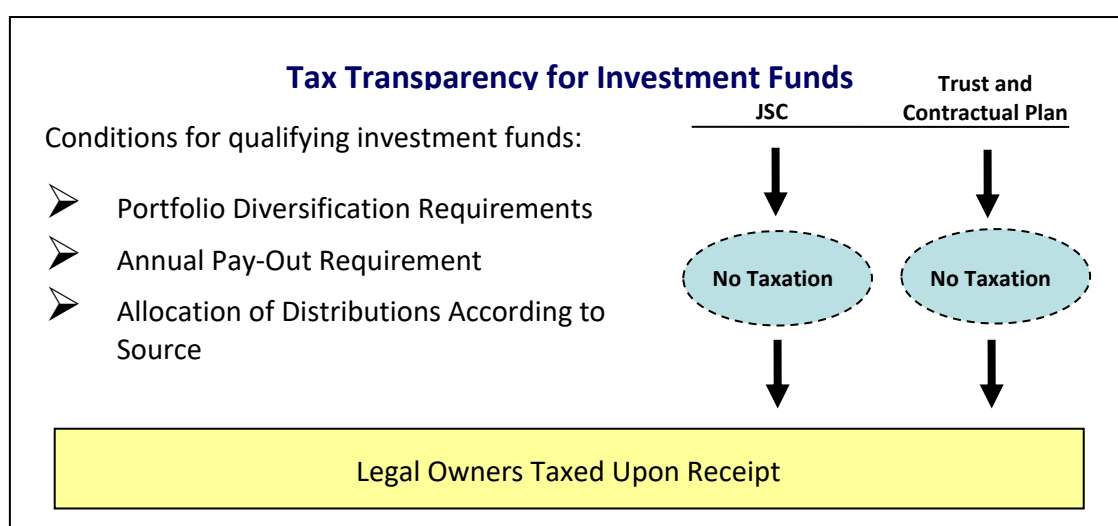 Tax Transparency for Investment Funds
JSC
Trust and
Contractual Plan
Conditions for qualifying investment funds:
Portfolio Diversification Requirements
Annual Pay-Out Requirement
Allocation of Distributions According to
Source
No Taxation
No Taxation
Legal Owners Taxed Upon Receipt